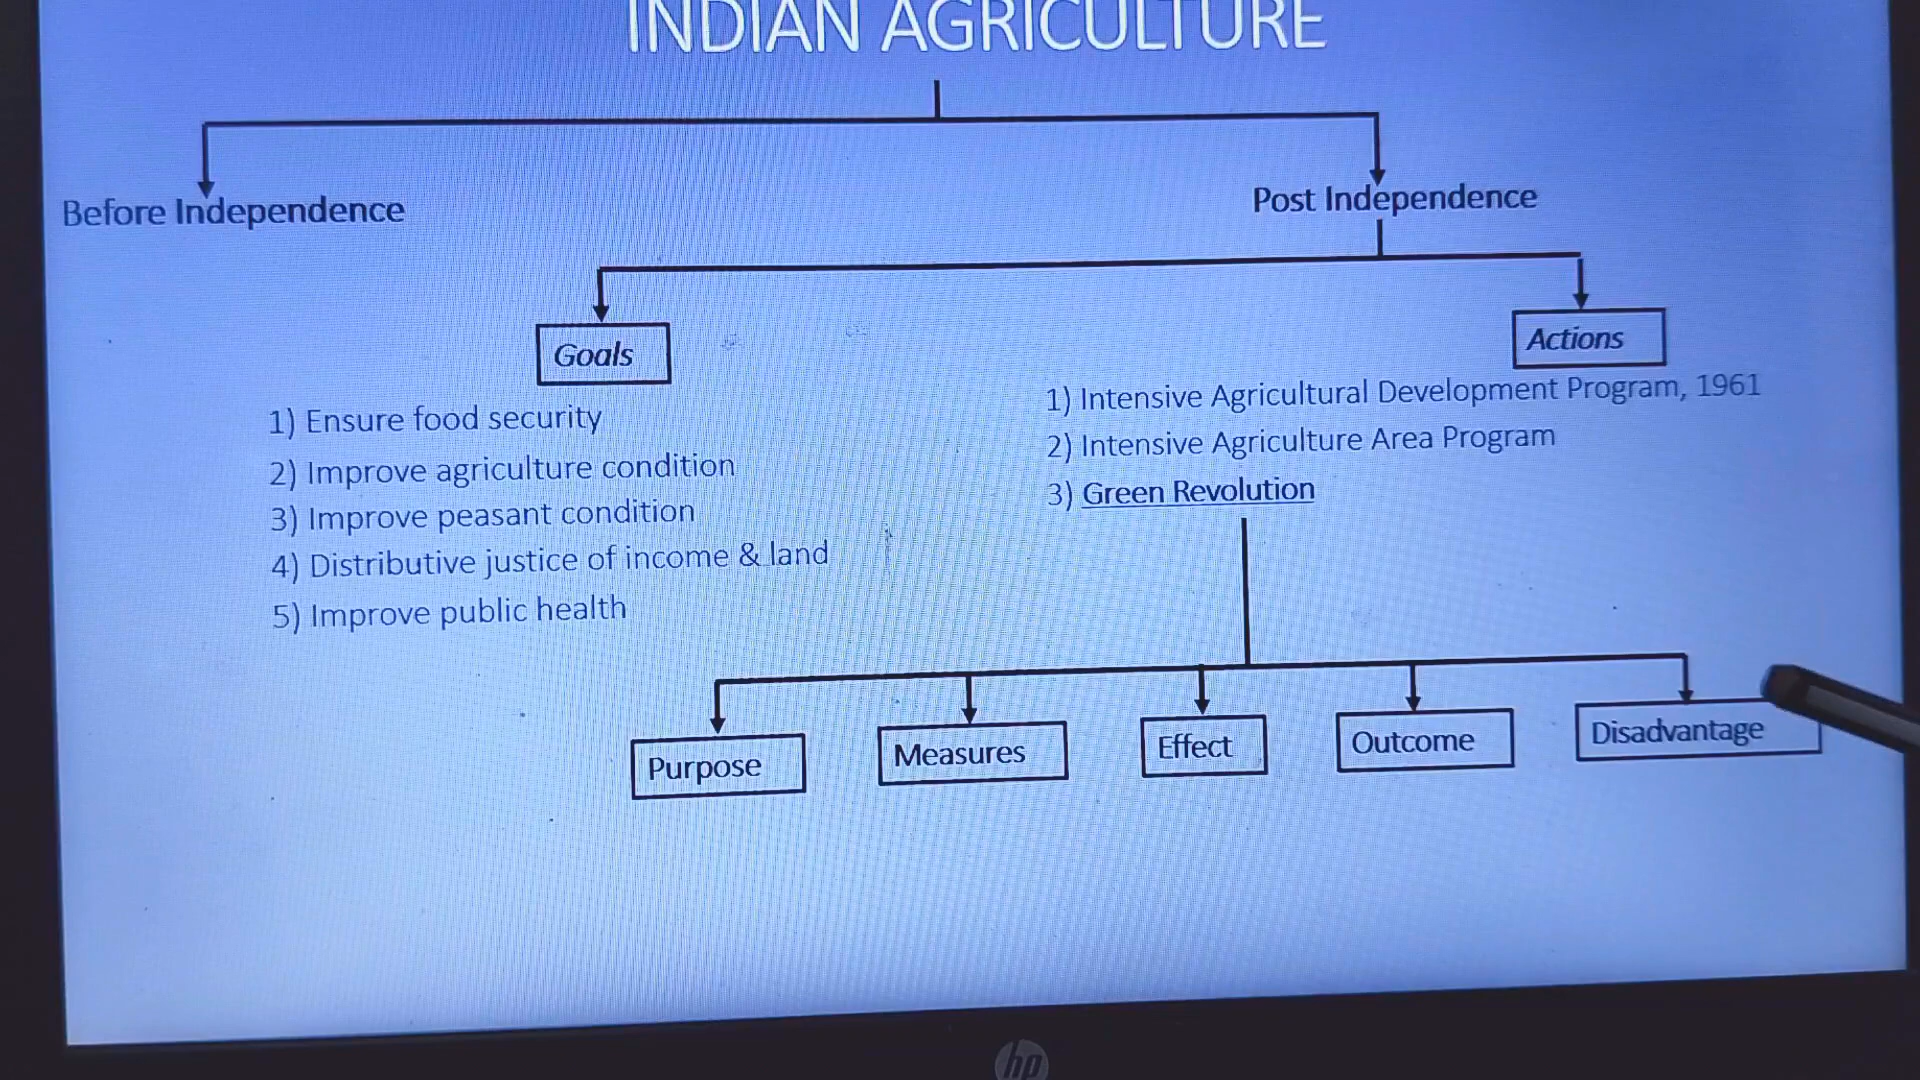 INDIAN AGRICULTURE
Before Independence
Post Independence
Goals
Actions
1) Ensure food security
2) Improve agriculture condition
3) Improve peasant condition
4) Distributive justice of income & land
5) Improve public health
1) Intensive Agricultural Development Program, 1961
2) Intensive Agriculture Area Program
3) Green Revolution
Purpose
Measures
Effect
Outcome
Disadvantage
hp